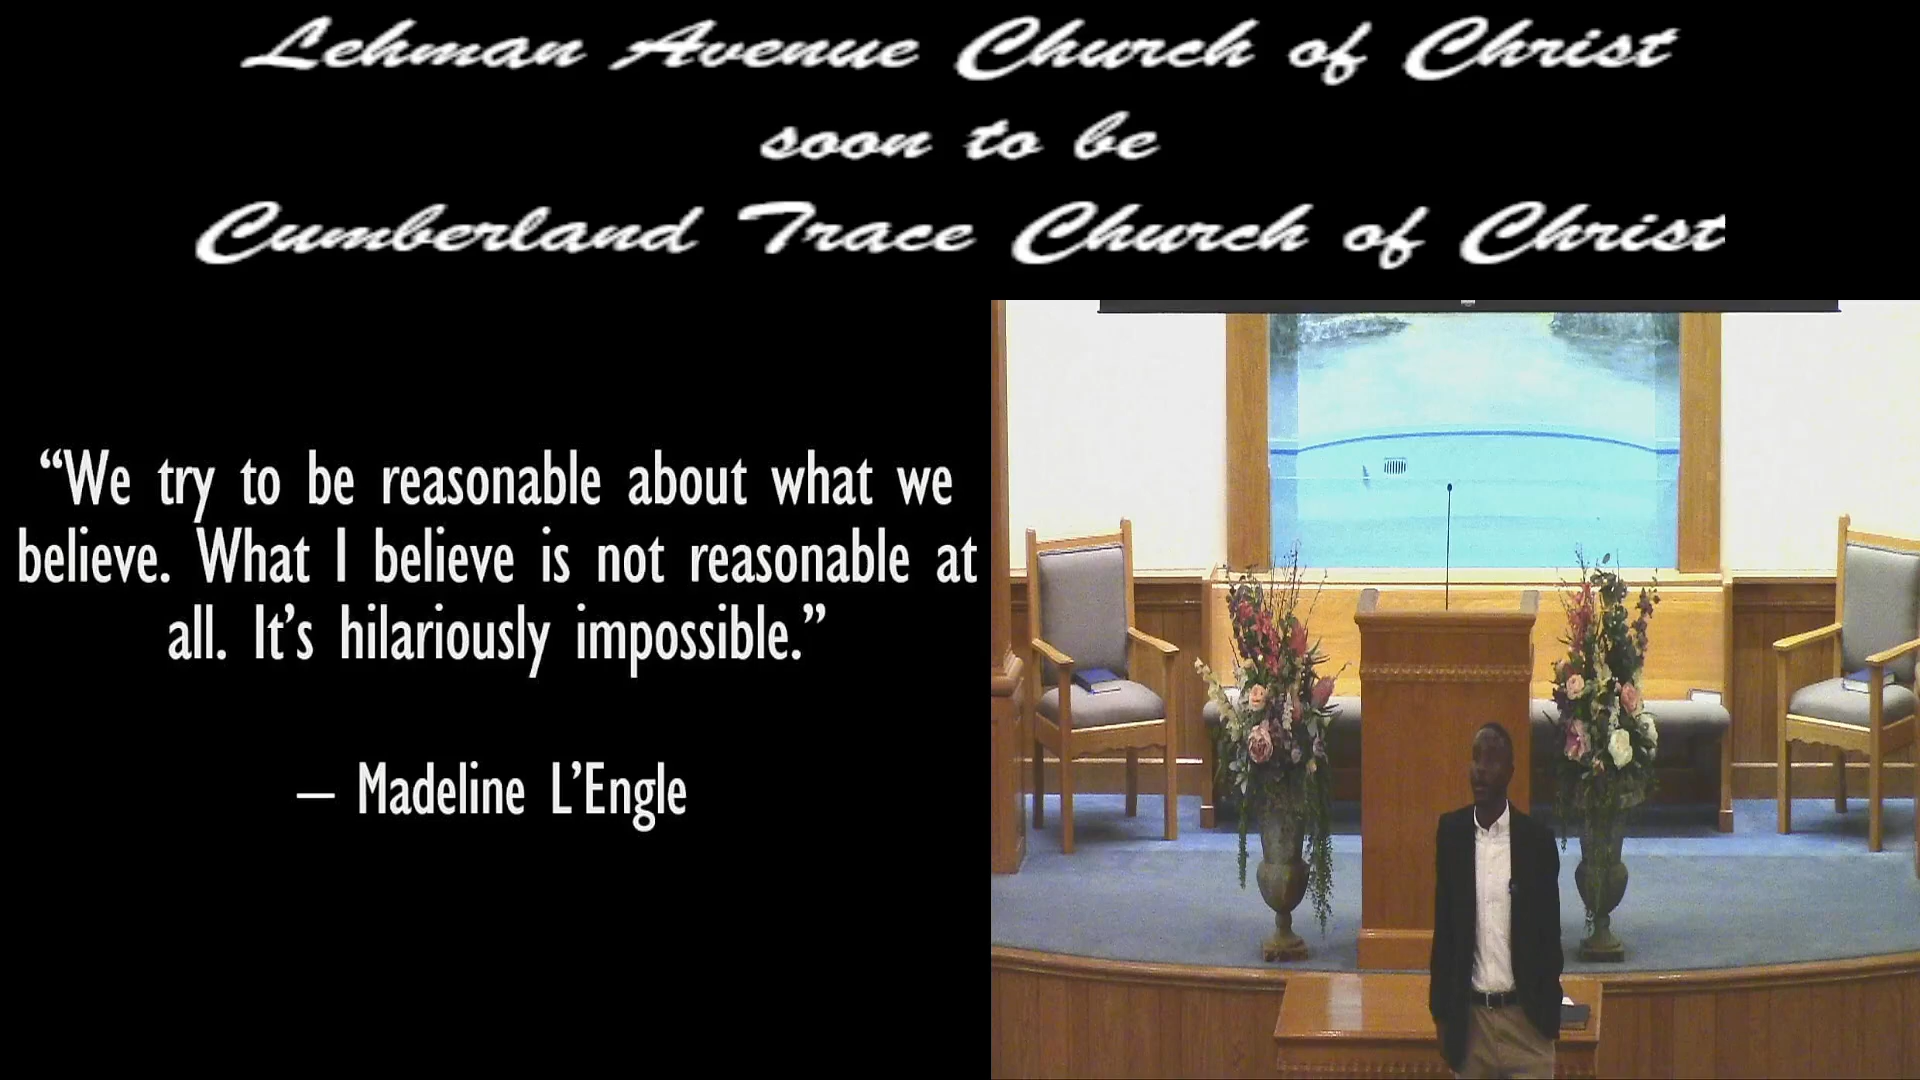 Lehman Avenue Church of Christ
soon to be
Cumberland Trace Church of Christ
“We try to be reasonable about what we
believe. What I believe is not reasonable at
all. It’s hilariously impossible.”
– Madeline L’Engle